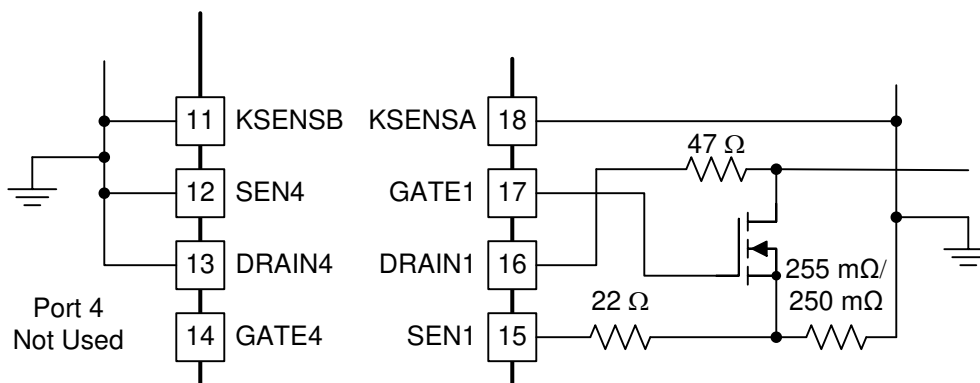 11 KSENSB
12 SEN4
13 DRAIN4
14 GATE4
Port 4
Not Used
KSENSA 18
GATE1 17
DRAIN1 16
SEN1 15
47 Ω
22 Ω
255 mΩ/
250 mΩ